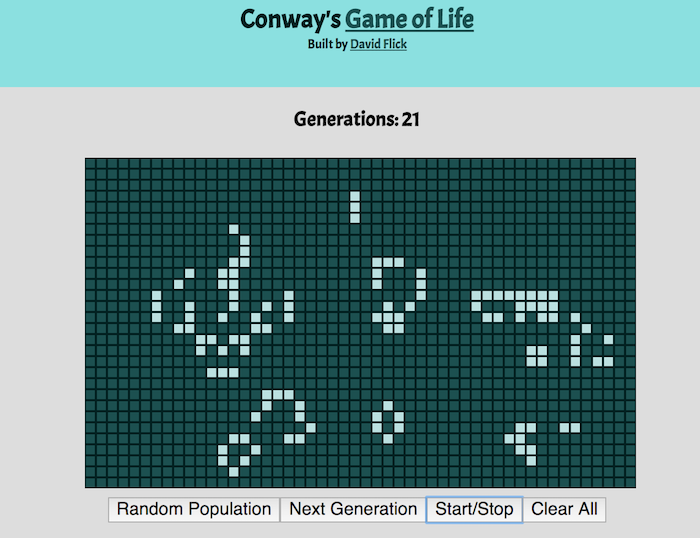 Conway's Game of Life
Built by David Flick
Generations: 21
Random Population Next Generation Start/Stop Clear All